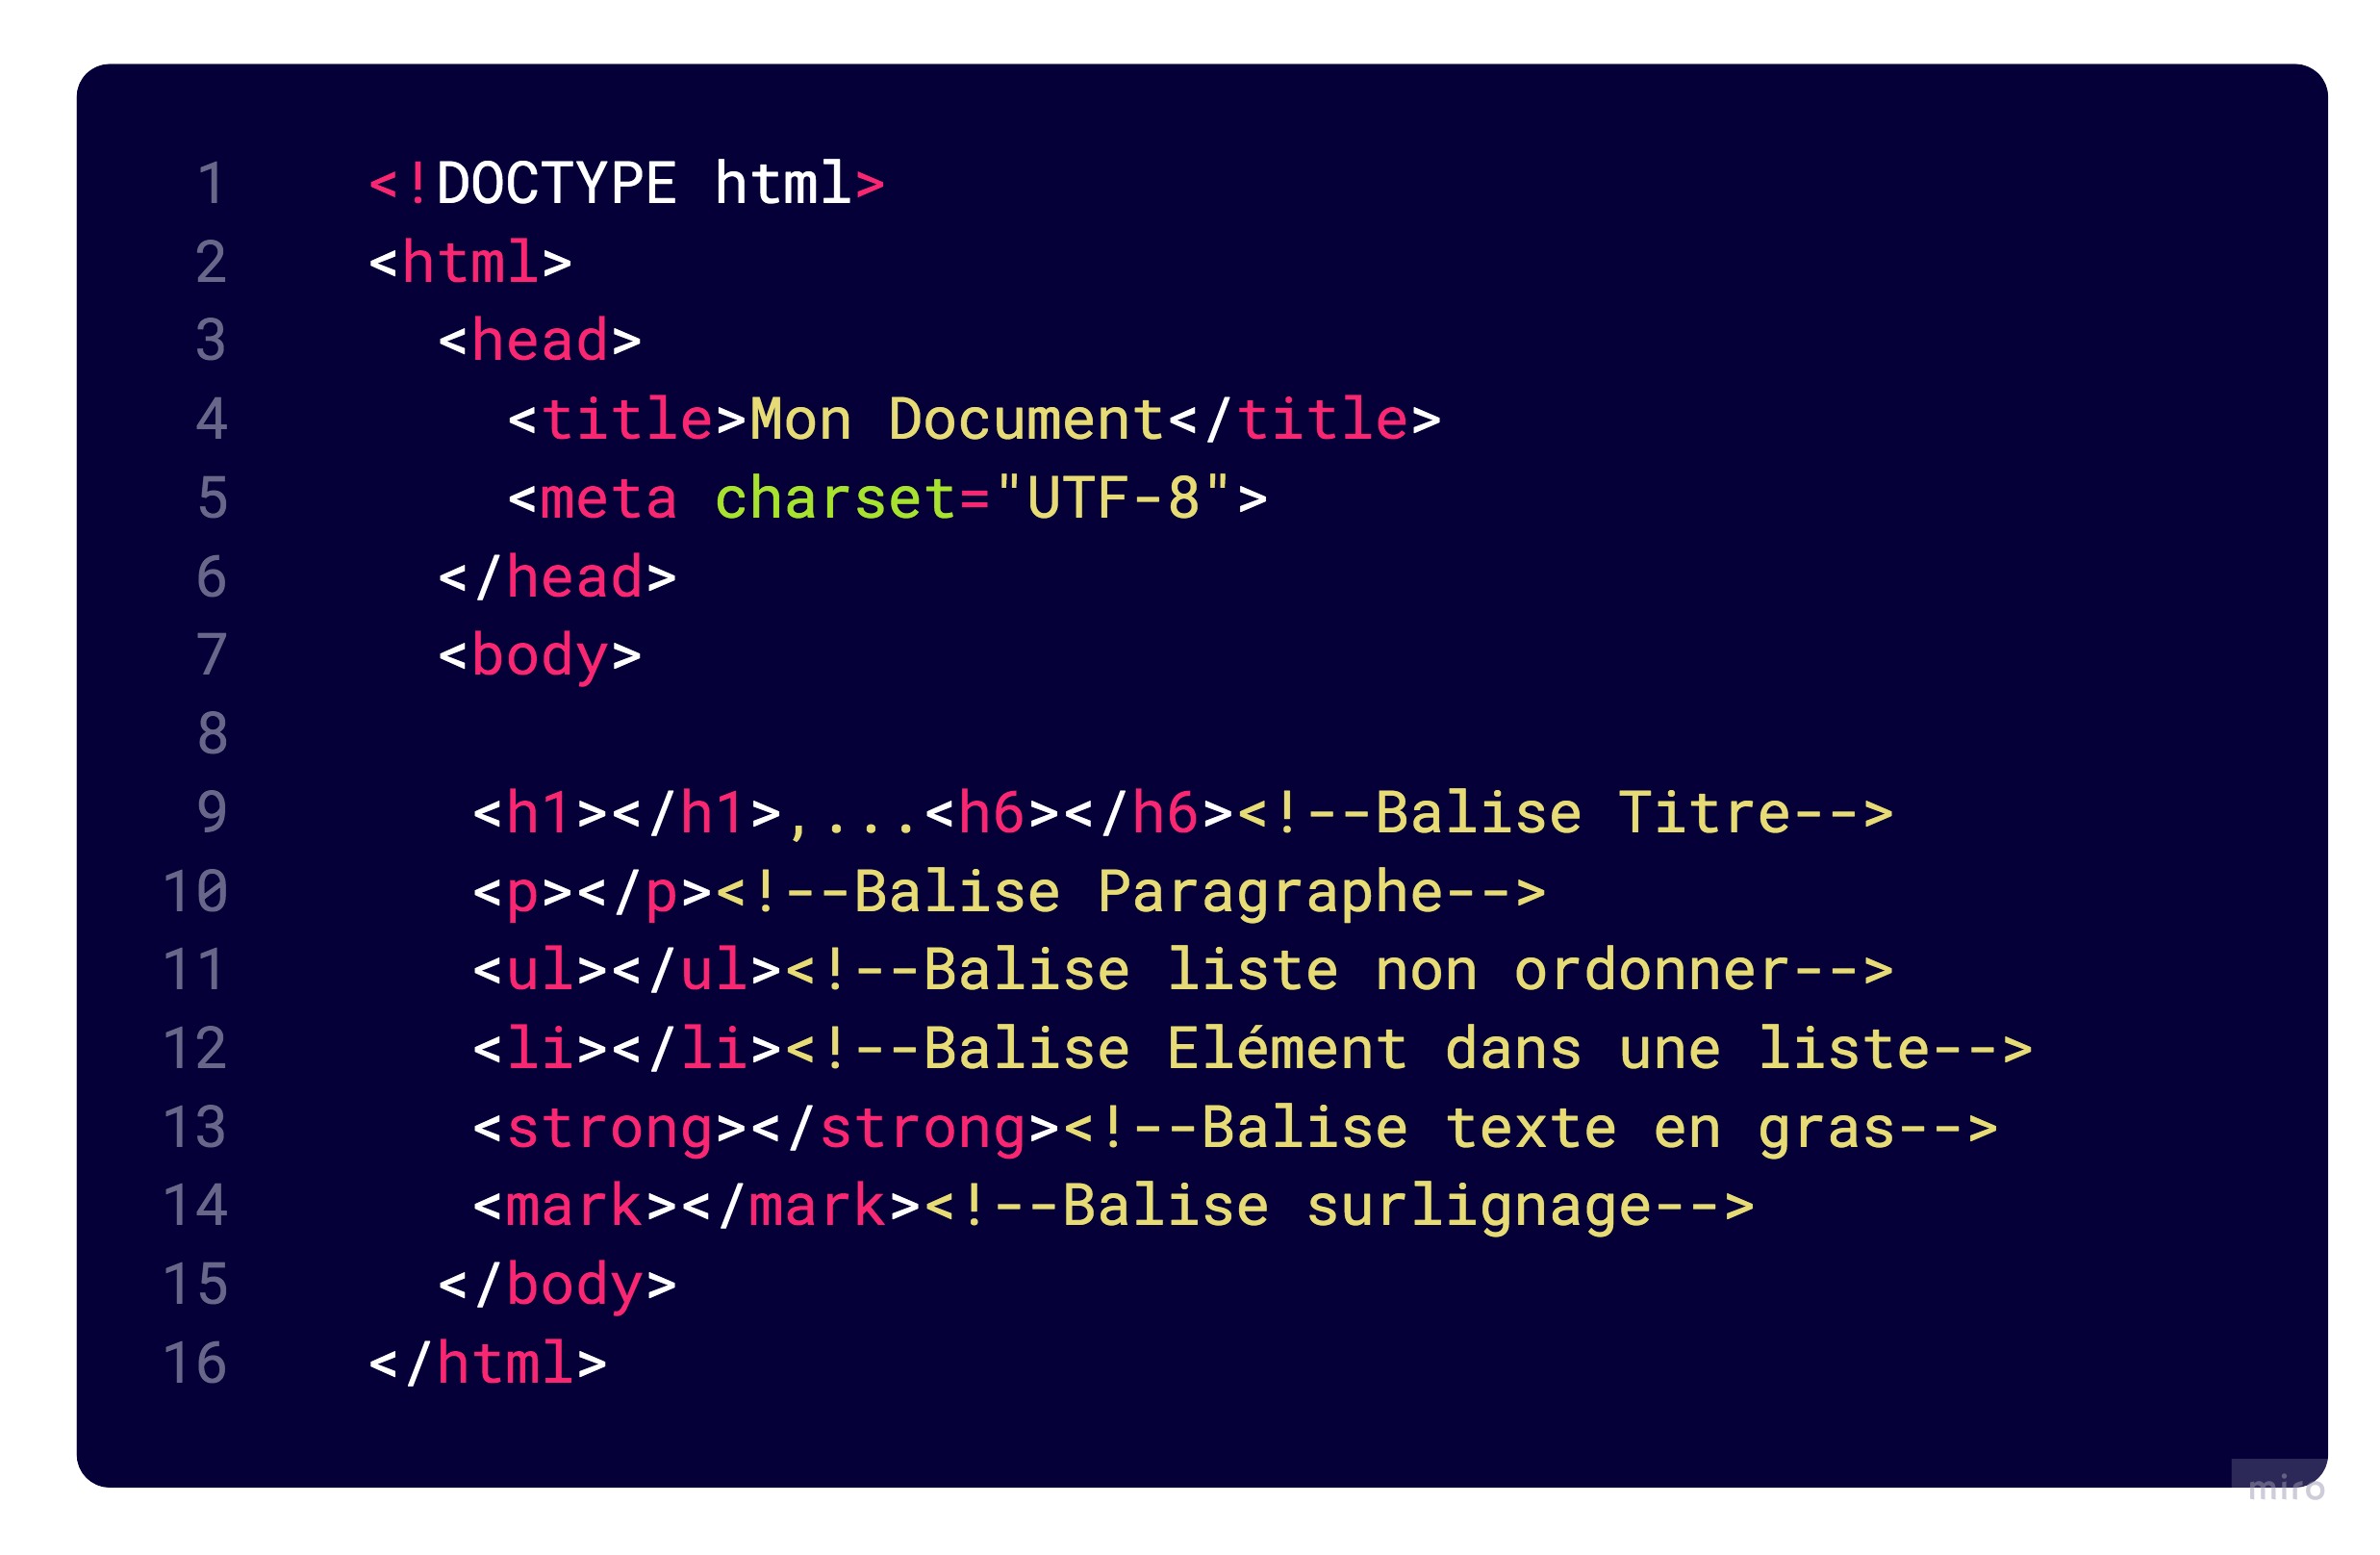 1 <!DOCTYPE html>
2 <html>
3 <head>
4 <title>Mon Document</title>
5 <meta charset="UTF-8">
6 </head>
7 <body>
8
9 <h1></h1>,...<h6></h6><!--Balise Titre-->
10 <p></p><!--Balise Paragraphe-->
11 <ul></ul><!--Balise liste non ordonner-->
12 <li></li><!--Balise Elément dans une liste-->
13 <strong></strong><!--Balise texte en gras-->
14 <mark></mark><!--Balise surlignage-->
15 </body>
16 </html>
miro